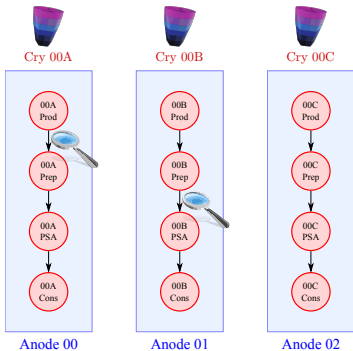 Cry 00A
Cry 00B
Cry 00C
00A
Prod
00B
Prod
00C
Prod
00A
Prep
00B
Prep
00C
Prep
00A
PSA
00B
PSA
00C
PSA
00A
Cons
00B
Cons
00C
Cons
Anode 00
Anode 01
Anode 02